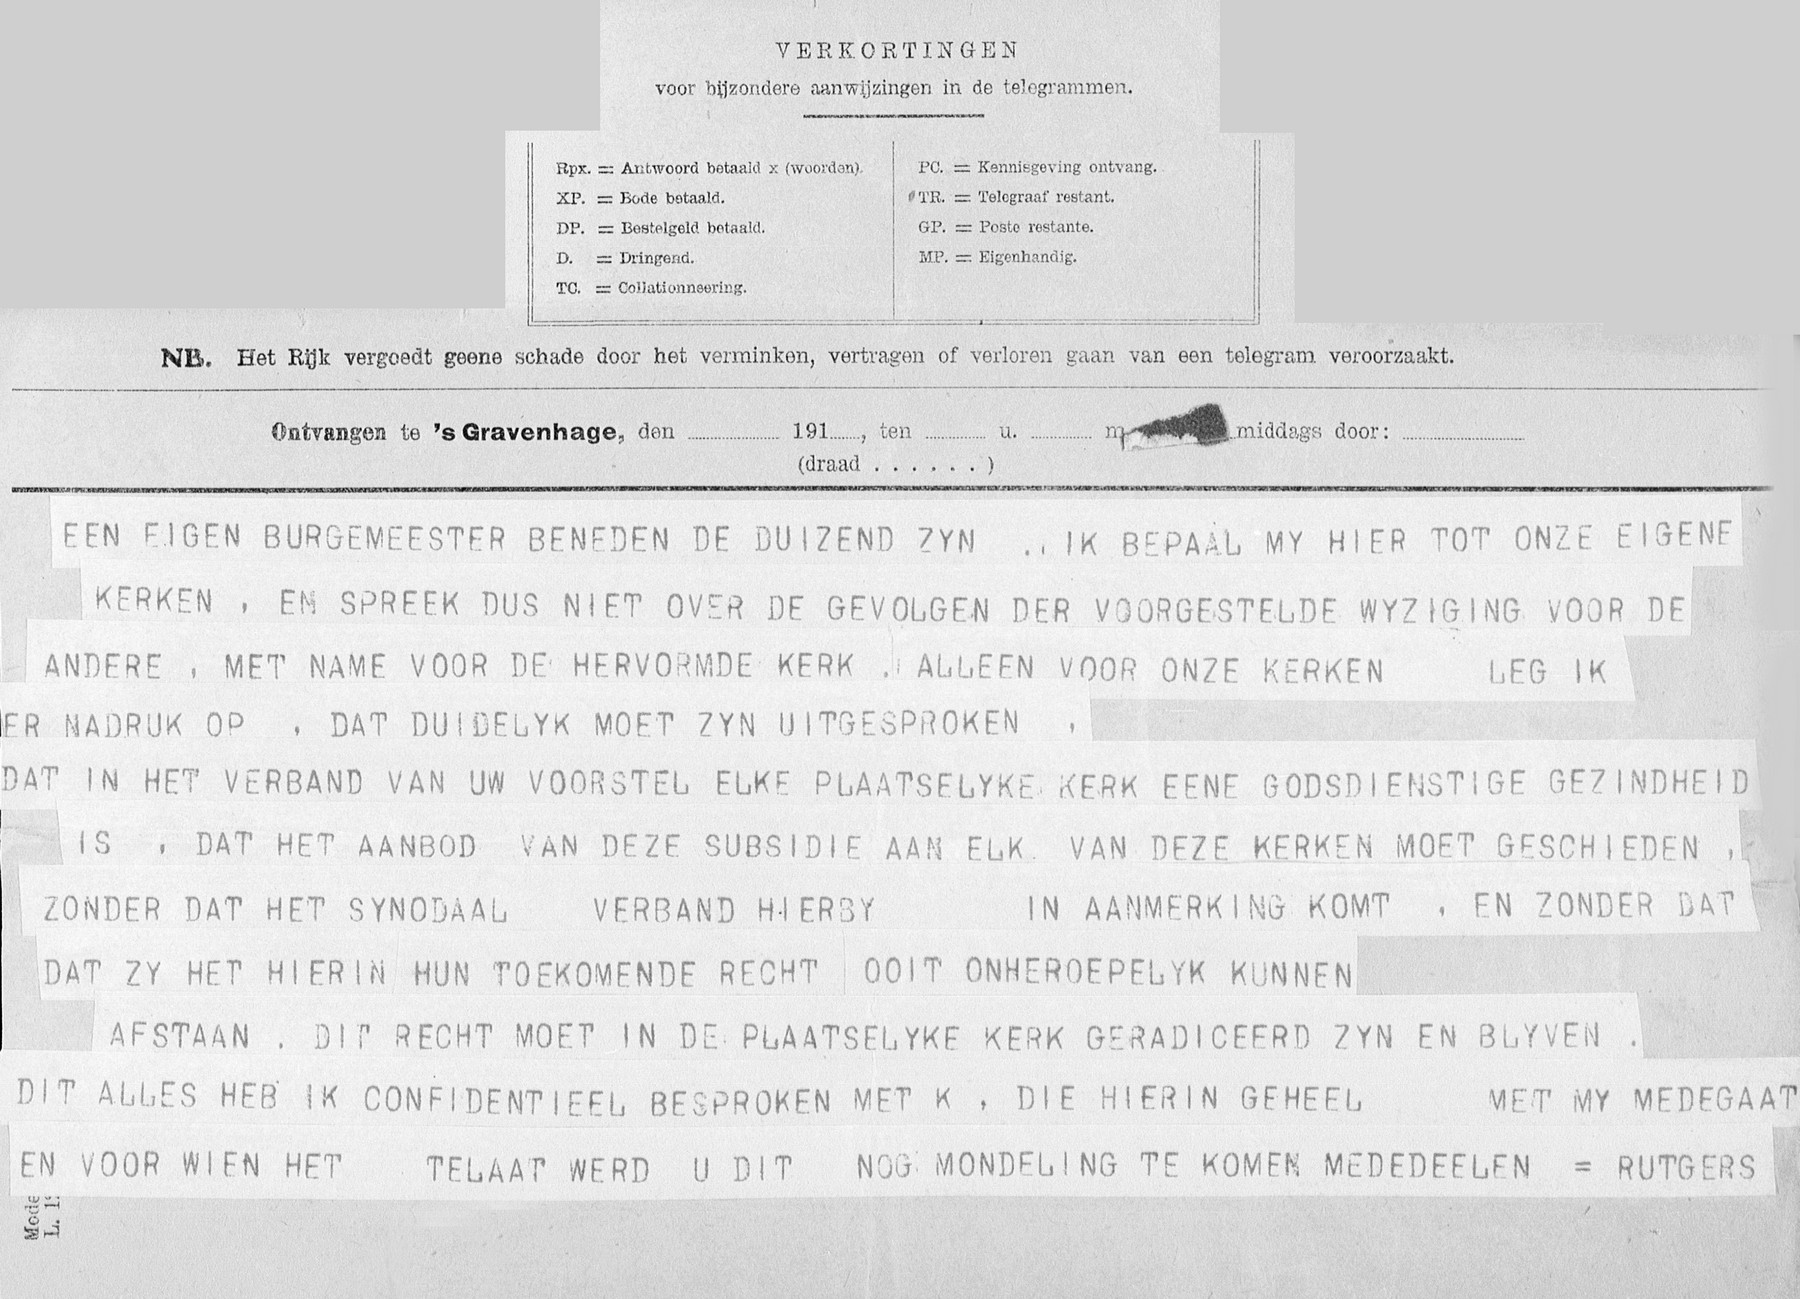 VERKORTINGEN
voor bijzondere aanwijzingen in de telegrammen.
Rpx. = Antwoord betaald x (woorden).
XP. = Bode betaald.
DP. = Bestelgeld betaald.
D. = Dringend.
TC. = Collationneering.
PC. = Kennisgeving ontvang.
TR. = Telegraaf restant.
GP. = Poste restante.
MP. = Eigenhandig.
NB. Het Rijk vergoedt geene schade door het verminken, vertragen of verloren gaan van een telegram veroorzaakt.
Ontvangen te 's Gravenhage, den 191 , ten u. m middags door:
(draad . . . . . . )
EEN EIGEN BURGEMEESTER BENEDEN DE DUIZEND ZYN .. IK BEPAAL MY HIER TOT ONZE EIGENE
KERKEN , EN SPREEK DUS NIET OVER DE GEVOLGEN DER VOORGESTELDE WYZIGING VOOR DE
ANDERE , MET NAME VOOR DE HERVORMDE KERK . ALLEEN VOOR ONZE KERKEN LEG IK
ER NADRUK OP , DAT DUIDELYK MOET ZYN UITGESPROKEN ,
DAT IN HET VERBAND VAN UW VOORSTEL ELKE PLAATSELYKE KERK EENE GODSDIENSTIGE GEZINDHEID
IS , DAT HET AANBOD VAN DEZE SUBSIDIE AAN ELK VAN DEZE KERKEN MOET GESCHIEDEN ,
ZONDER DAT HET SYNODAAL VERBAND HIERBY IN AANMERKING KOMT , EN ZONDER DAT
DAT ZY HET HIERIN HUN TOEKOMENDE RECHT OOIT ONHEROEPELYK KUNNEN
AFSTAAN . DIT RECHT MOET IN DE PLAATSELYKE KERK GERADICEERD ZYN EN BLYVEN .
DIT ALLES HEB IK CONFIDENTIEEL BESPROKEN MET K , DIE HIERIN GEHEEL MET MY MEDEGAAT
EN VOOR WIEN HET TELAAT WERD U DIT NOG MONDELING TE KOMEN MEDEDEELEN = RUTGERS
Mode
L. 1